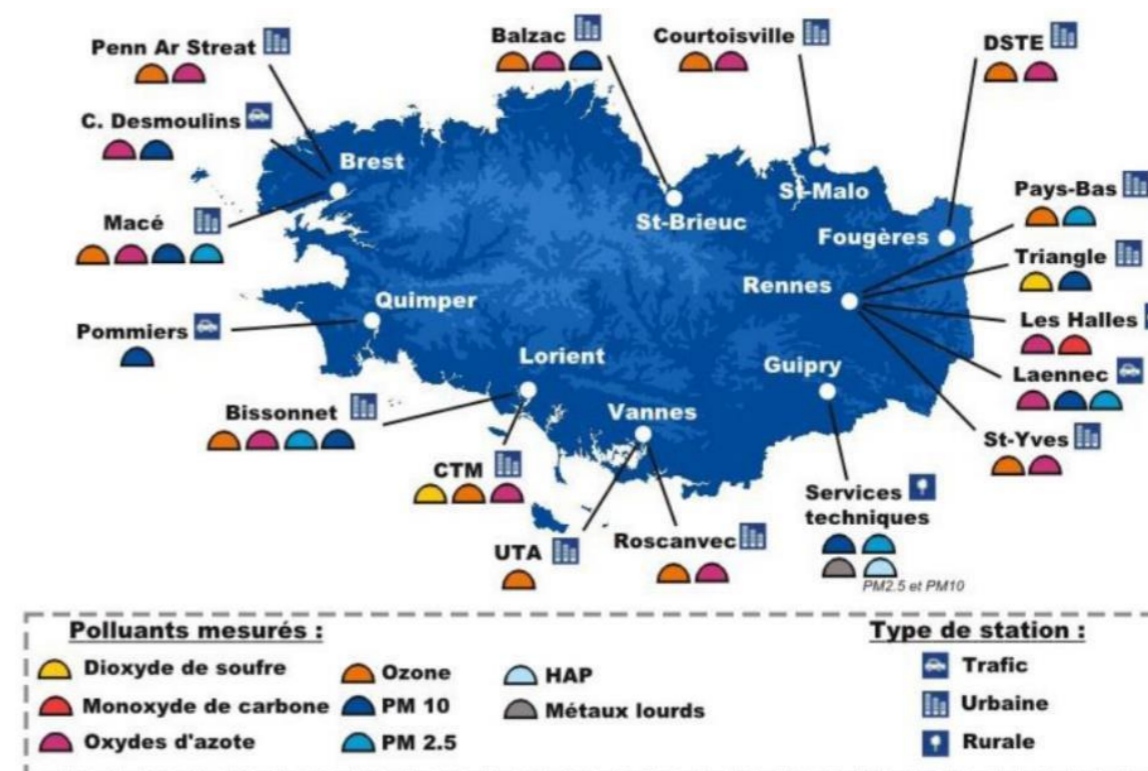 Penn Ar Streat
Balzac
Courtoisville
DSTE
C. Desmoulins
Brest
Pays-Bas
Macé
St-Malo
St-Brieuc
Fougères
Triangle
Quimper
Rennes
Pommiers
Les Halles
Lorient
Guipry
Laennec
Bissonnet
Vannes
St-Yves
CTM
Services
techniques
UTA
Roscanvec
PM2.5 et PM10
Polluants mesurés :
Type de station :
Dioxyde de soufre
Ozone
HAP
Trafic
Monoxyde de carbone
PM 10
Métaux lourds
Urbaine
Oxydes d'azote
PM 2.5
Rurale